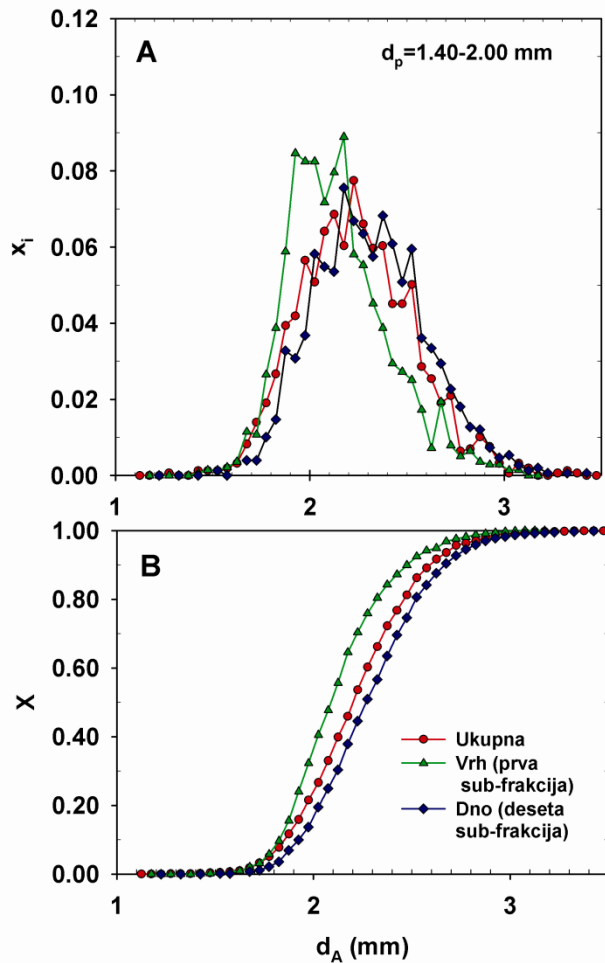 0.12
A
dp=1.40-2.00 mm
0.10
0.08
xi
0.06
0.04
0.02
0.00
1
2
3
1.00
B
0.80
0.60
X
0.40
Ukupna
Vrh (prva
sub-frakcija)
0.20
Dno (deseta
sub-frakcija)
0.00
1
2
3
dA (mm)